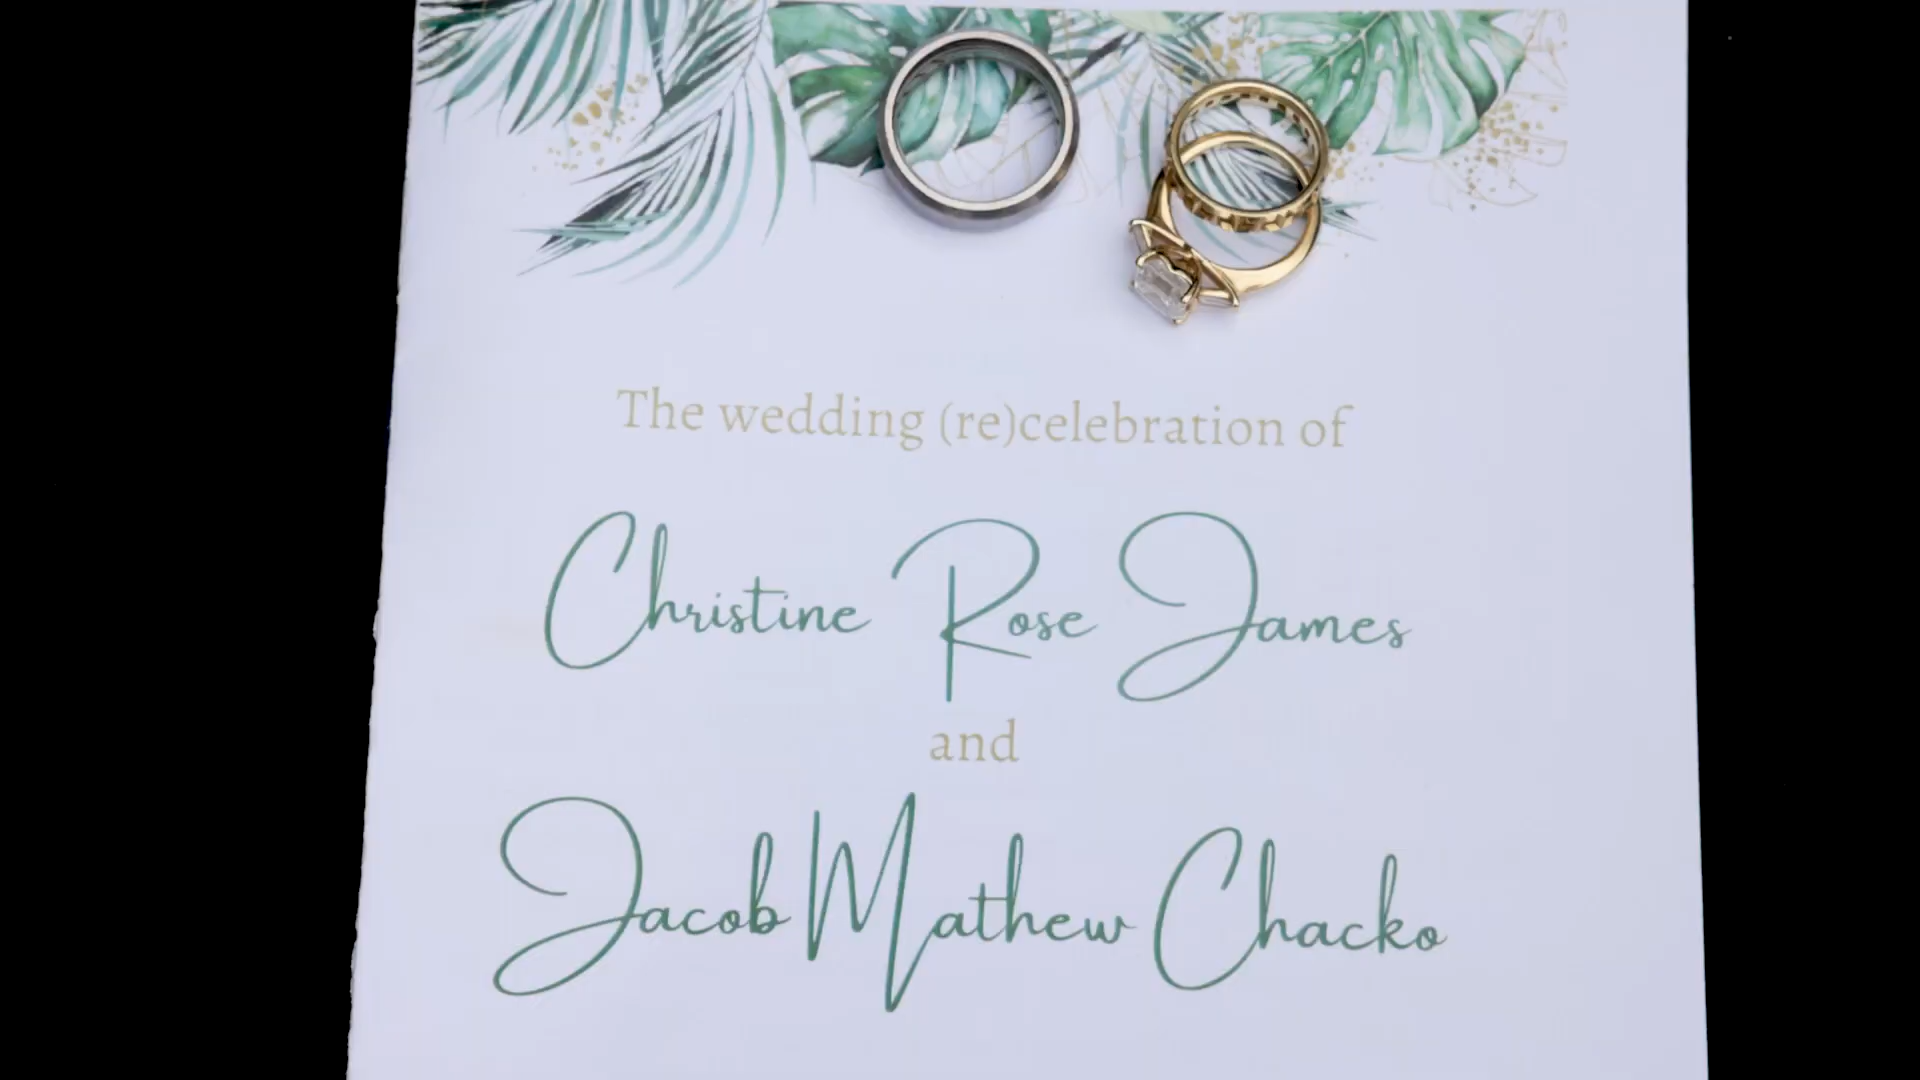 The wedding (re)celebration of
Christine Rose James
and
Jacob Mathew Chacko